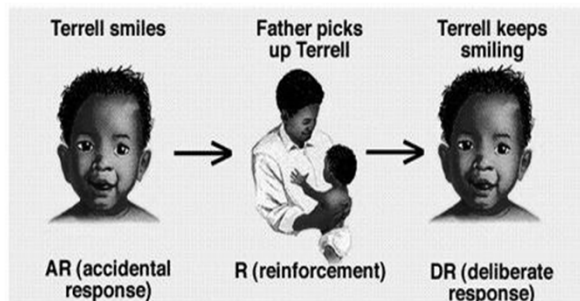 Terrell smiles
Father picks
up Terrell
Terrell keeps
smiling
AR (accidental
response)
R (reinforcement)
DR (deliberate
response)